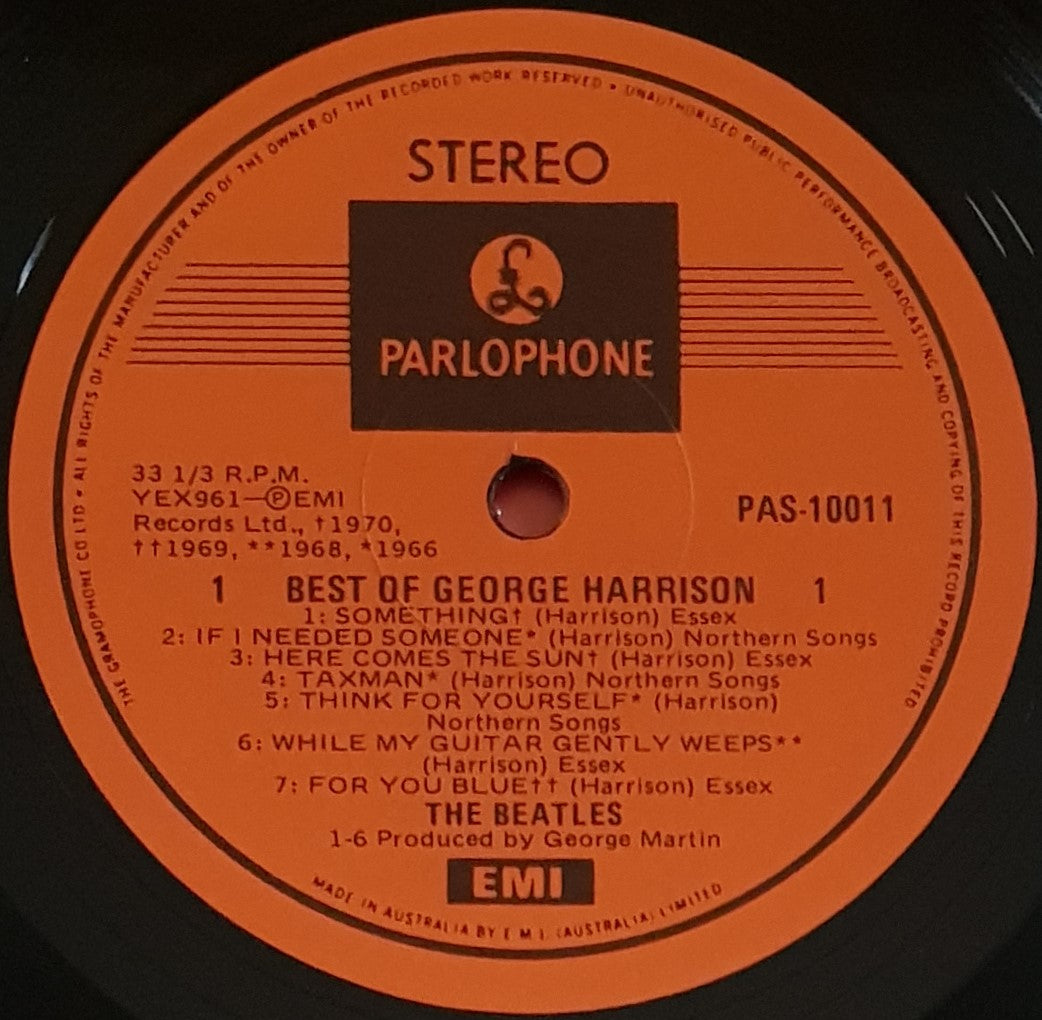 THE GRAMOPHONE CO LTD • ALL RIGHTS OF THE MANUFACTURER AND OF THE OWNER OF THE RECORDED WORK RESERVED • UNAUTHORISED PUBLIC PERFORMANCE BROADCASTING AND COPYING OF THIS RECORD PROHIBITED
STEREO
PARLOPHONE
33 1/3 R.P.M.
YEX961—℗EMI
Records Ltd., †1970,
††1969, **1968, *1966
PAS-10011
1 BEST OF GEORGE HARRISON 1
1: SOMETHING† (Harrison) Essex
2: IF I NEEDED SOMEONE* (Harrison) Northern Songs
3: HERE COMES THE SUN† (Harrison) Essex
4: TAXMAN* (Harrison) Northern Songs
5: THINK FOR YOURSELF* (Harrison)
Northern Songs
6: WHILE MY GUITAR GENTLY WEEPS**
(Harrison) Essex
7: FOR YOU BLUE†† (Harrison) Essex
THE BEATLES
1-6 Produced by George Martin
EMI
MADE IN AUSTRALIA BY E.M.I. (AUSTRALIA) LIMITED